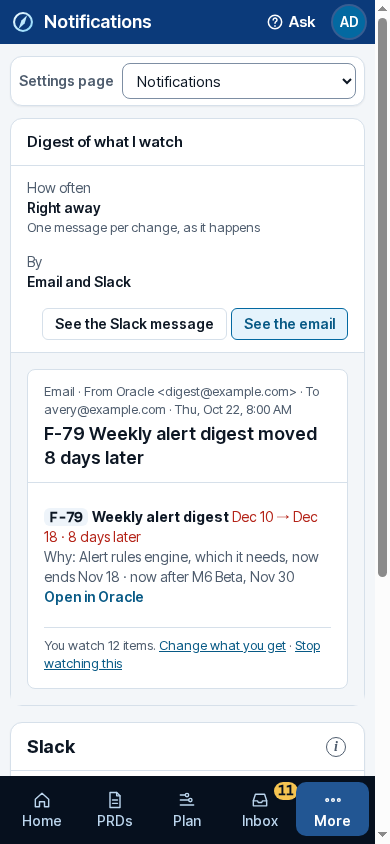 Notifications
Ask
AD
Settings page
Notifications
Digest of what I watch
How often
Right away
One message per change, as it happens
By
Email and Slack
See the Slack message
See the email
Email · From Oracle <digest@example.com> · To
avery@example.com · Thu, Oct 22, 8:00 AM
F-79 Weekly alert digest moved
8 days later
F-79 Weekly alert digest Dec 10 → Dec
18 · 8 days later
Why: Alert rules engine, which it needs, now
ends Nov 18 · now after M6 Beta, Nov 30
Open in Oracle
You watch 12 items. Change what you get · Stop
watching this
Slack
i
11
Home
PRDs
Plan
Inbox
More